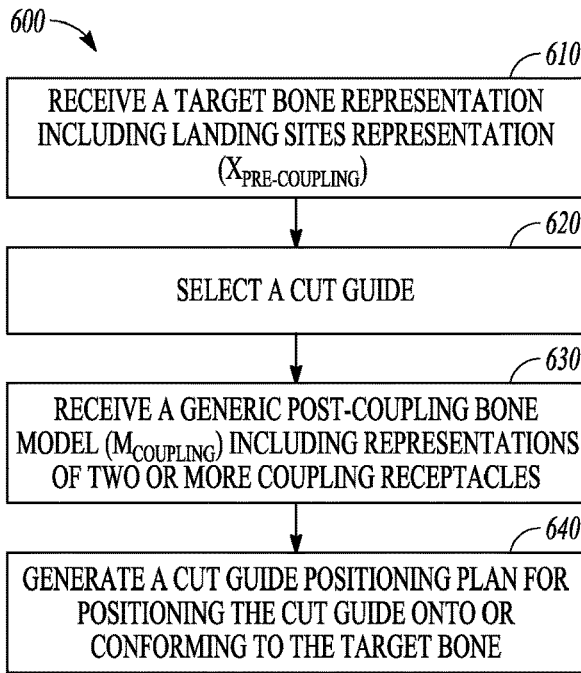 600
610
RECEIVE A TARGET BONE REPRESENTATION
INCLUDING LANDING SITES REPRESENTATION
(XPRE-COUPLING)
620
SELECT A CUT GUIDE
630
RECEIVE A GENERIC POST-COUPLING BONE
MODEL (MCOUPLING) INCLUDING REPRESENTATIONS
OF TWO OR MORE COUPLING RECEPTACLES
640
GENERATE A CUT GUIDE POSITIONING PLAN FOR
POSITIONING THE CUT GUIDE ONTO OR
CONFORMING TO THE TARGET BONE